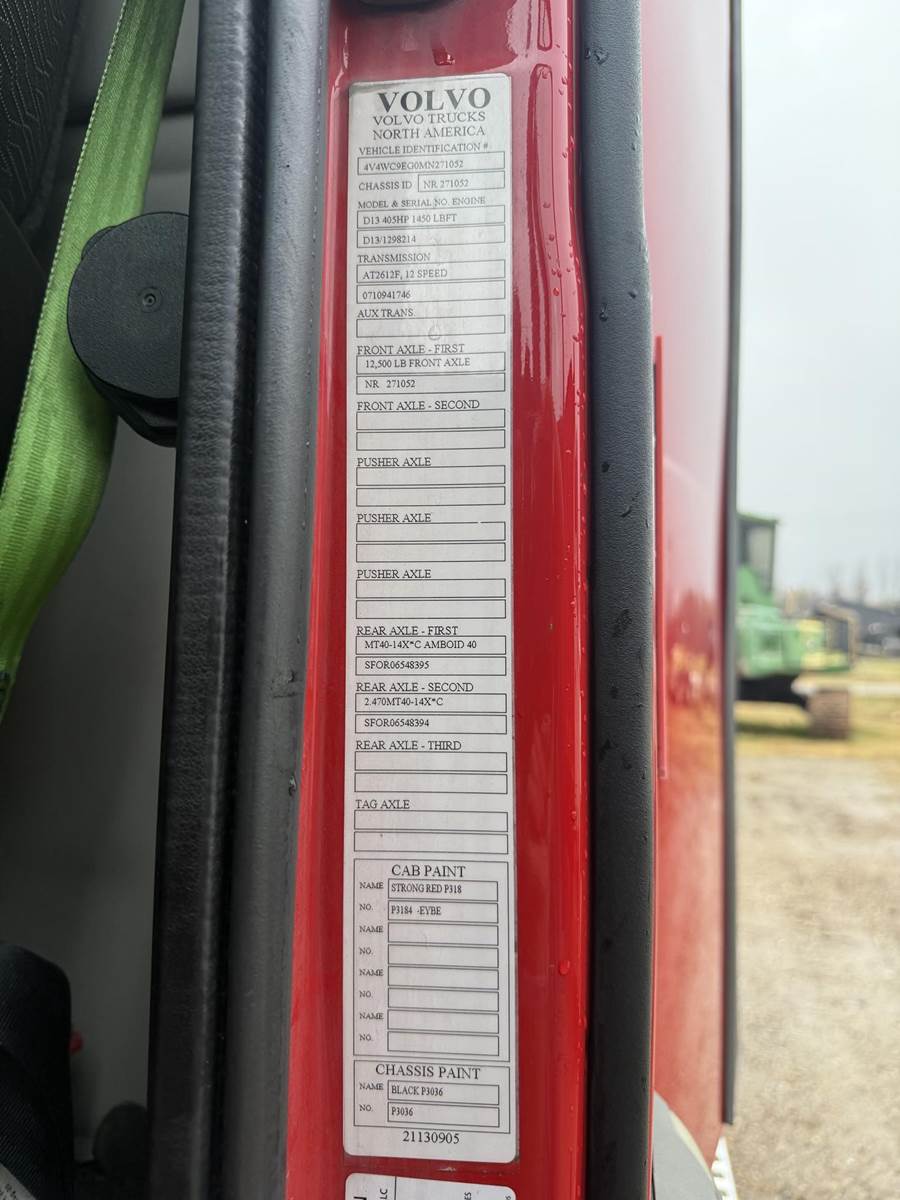 VOLVO
VOLVO TRUCKS
NORTH AMERICA
VEHICLE IDENTIFICATION #
4V4WC9EG0MN271052
CHASSIS ID NR 271052
MODEL & SERIAL NO. ENGINE
D13 405HP 1450 LBFT
D13/1298214
TRANSMISSION
AT2612F, 12 SPEED
0710941746
AUX TRANS.
FRONT AXLE - FIRST
12,500 LB FRONT AXLE
NR 271052
FRONT AXLE - SECOND
PUSHER AXLE
PUSHER AXLE
PUSHER AXLE
REAR AXLE - FIRST
MT40-14X*C AMBOID 40
SFOR06548395
REAR AXLE - SECOND
2.470MT40-14X*C
SFOR06548394
REAR AXLE - THIRD
TAG AXLE
CAB PAINT
NAME STRONG RED P318
NO. P3184 -EYBE
NAME
NO.
NAME
NO.
NAME
NO.
CHASSIS PAINT
NAME BLACK P3036
NO. P3036
21130905